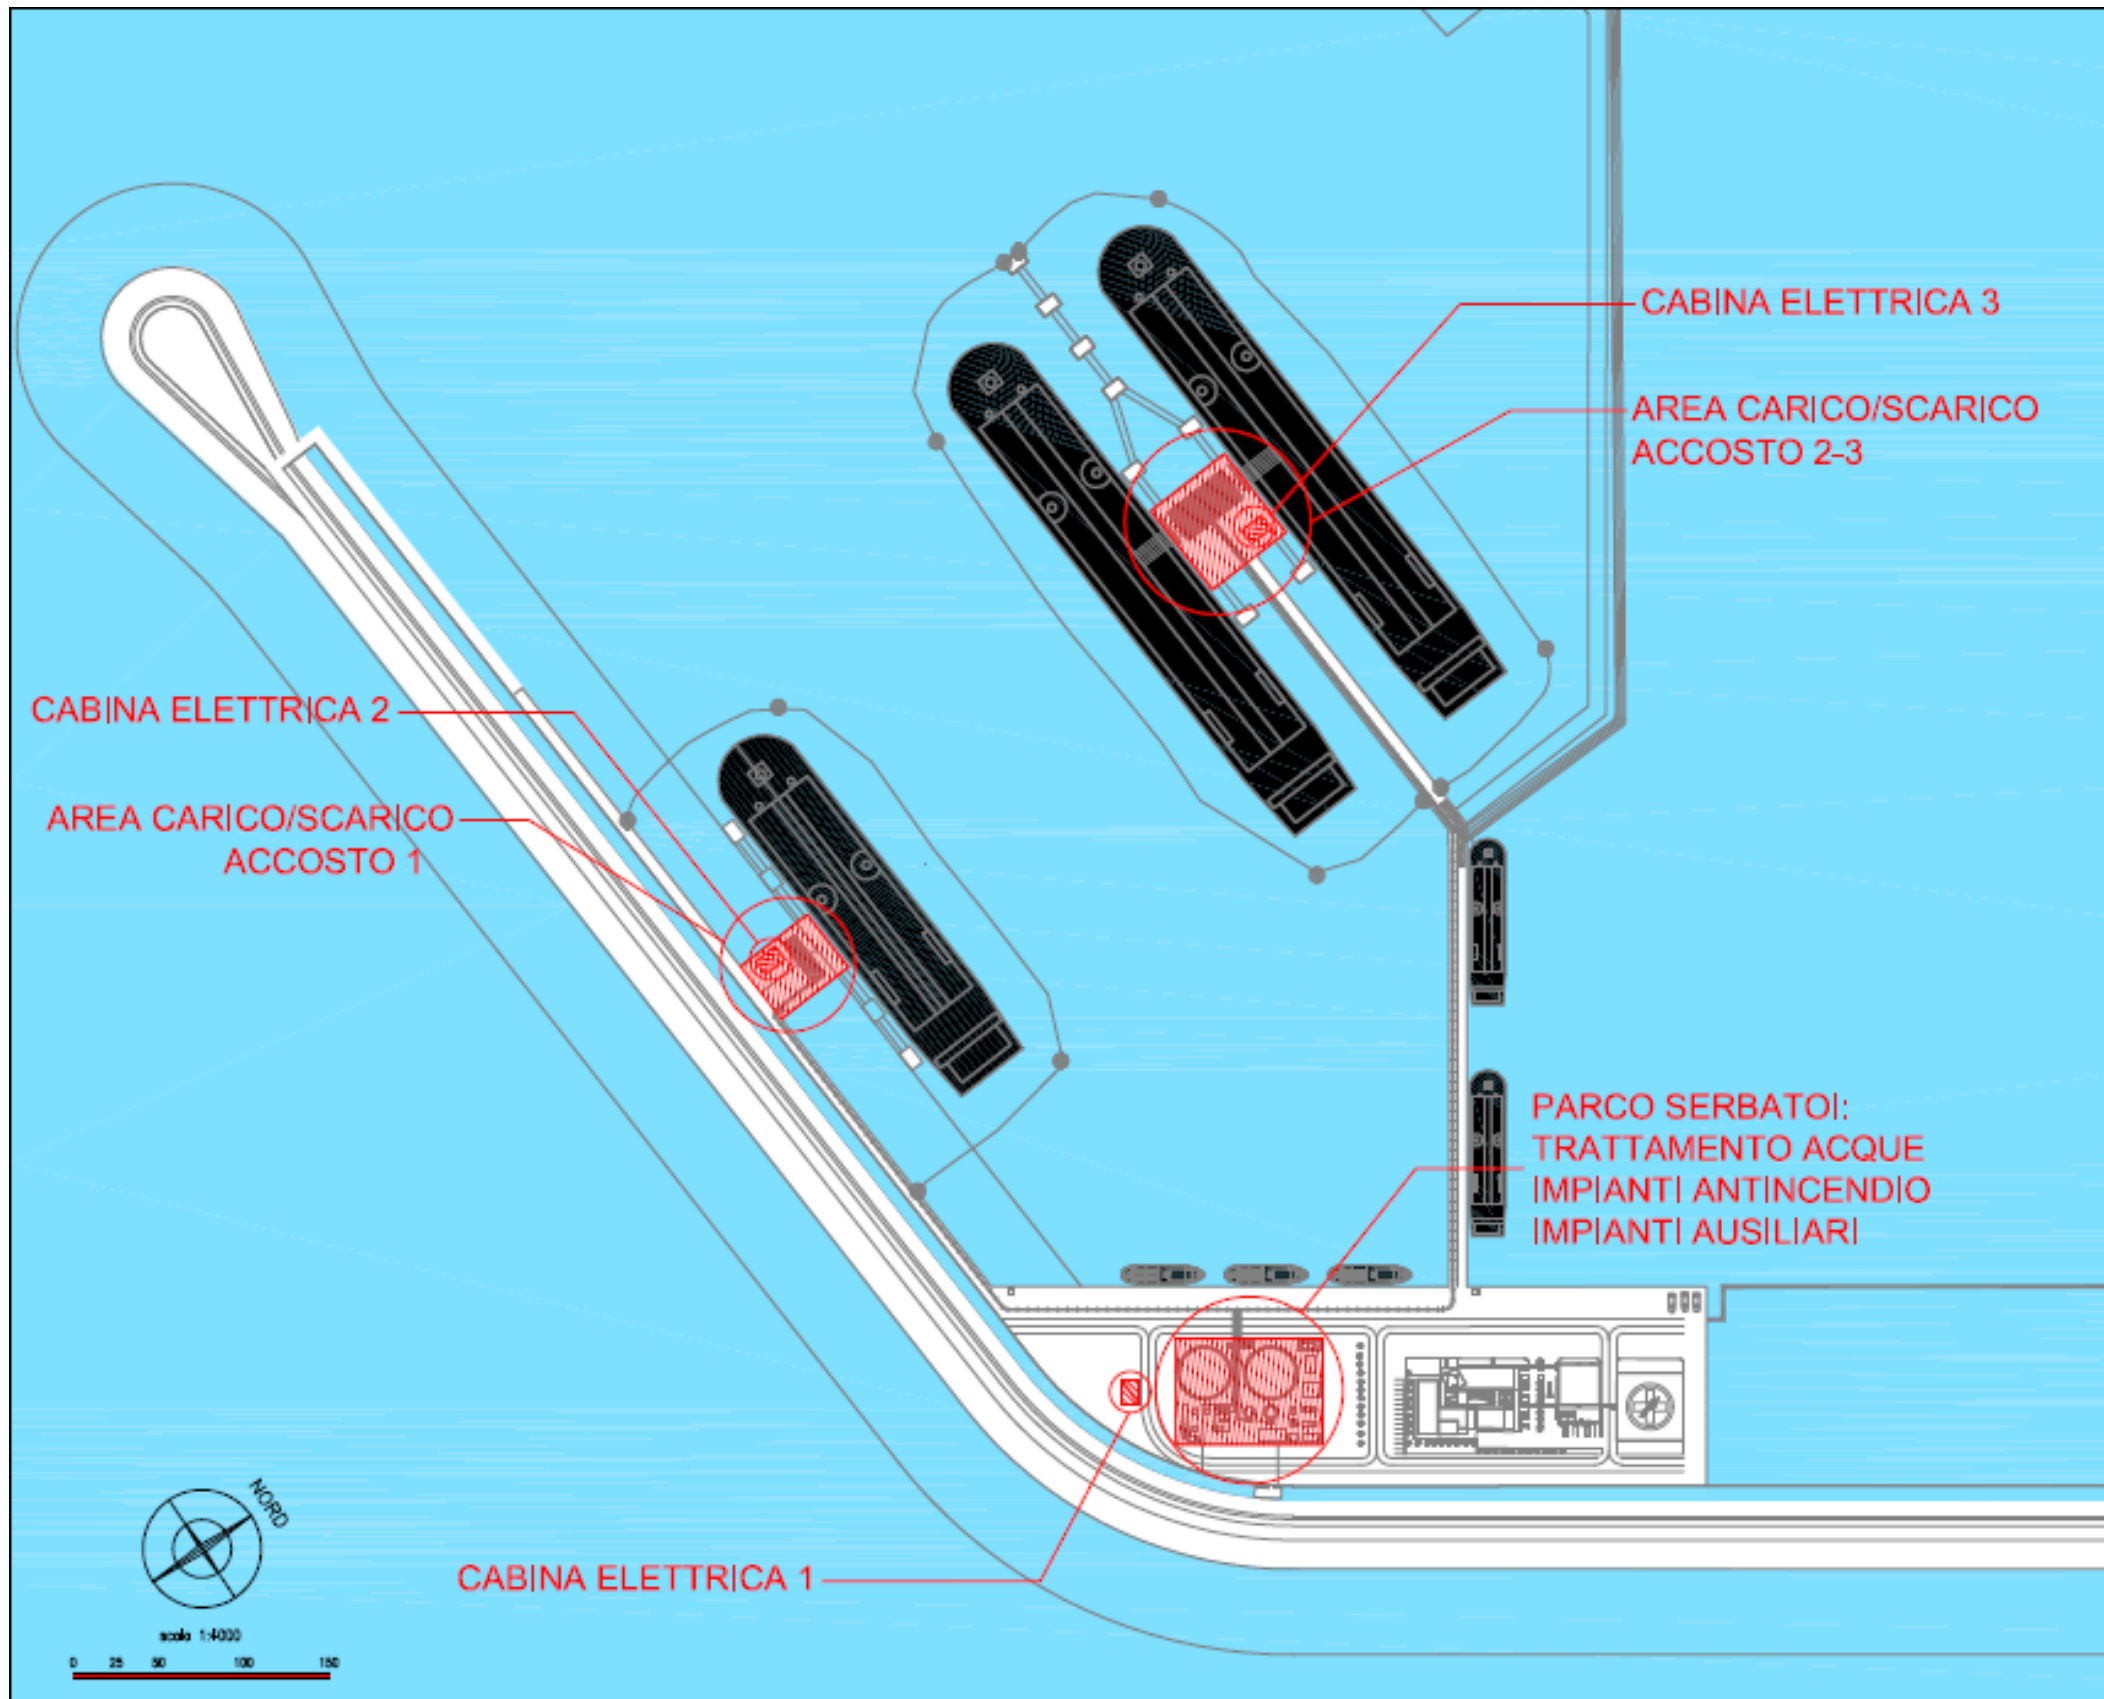 CABINA ELETTRICA 3
AREA CARICO/SCARICO
ACCOSTO 2-3
CABINA ELETTRICA 2
AREA CARICO/SCARICO
ACCOSTO 1
PARCO SERBATOI:
TRATTAMENTO ACQUE
IMPIANTI ANTINCENDIO
IMPIANTI AUSILIARI
NORD
CABINA ELETTRICA 1
scala 1:4000
0 25 50 100 150